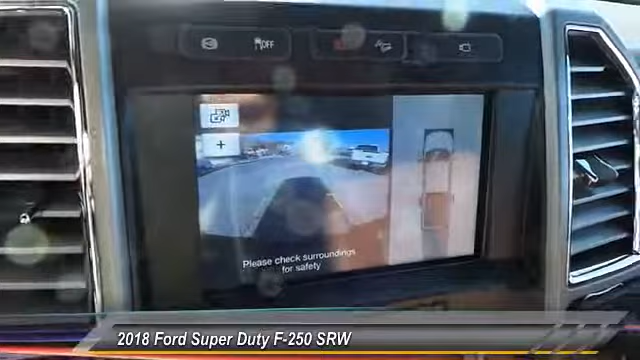 OFF
+
Please check surroundings
for safety
2018 Ford Super Duty F-250 SRW